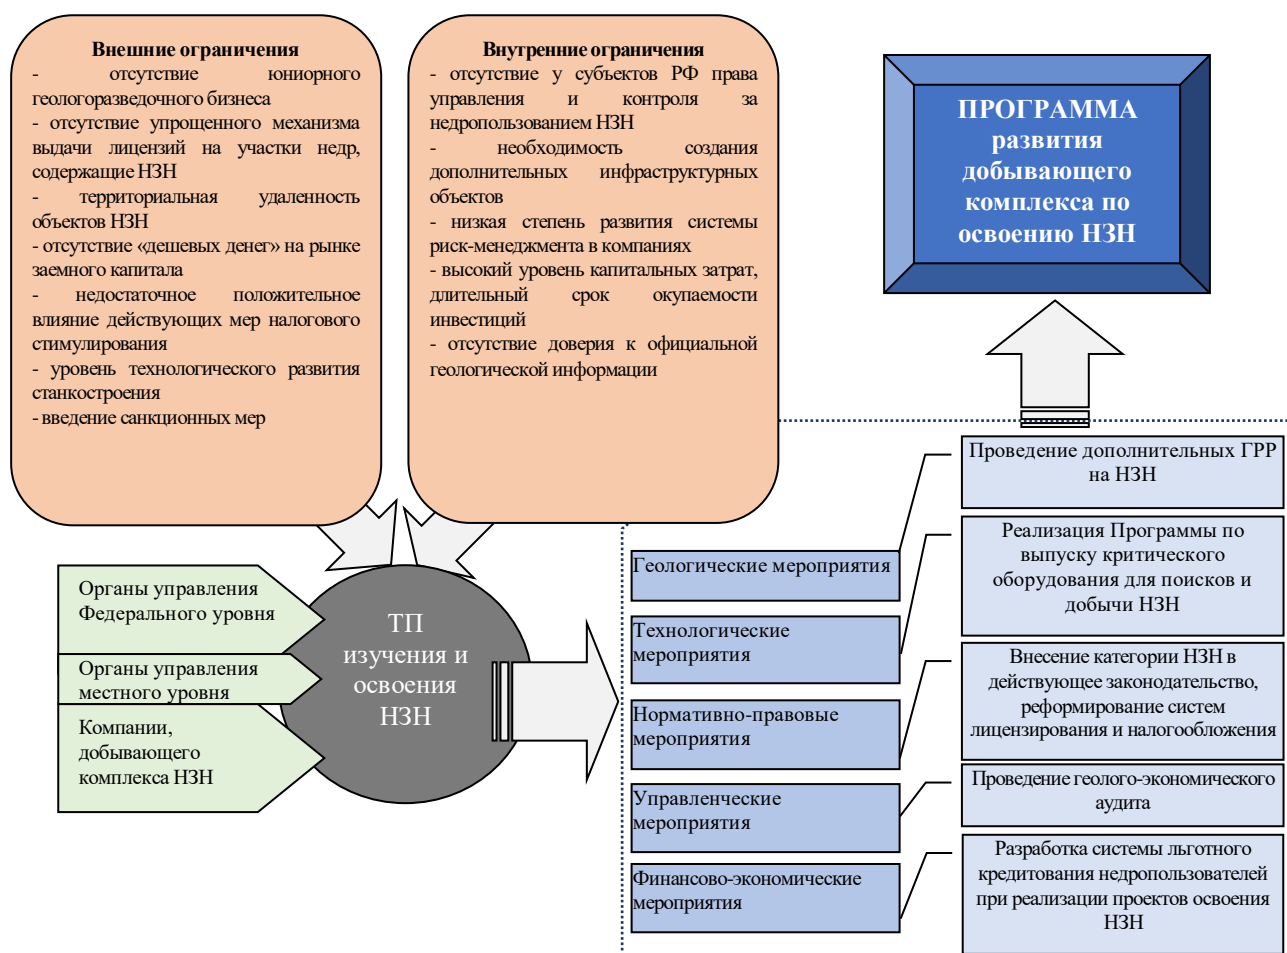 Внешние ограничения
- отсутствие юниорного
геологоразведочного бизнеса
- отсутствие упрощенного механизма
выдачи лицензий на участки недр,
содержащие НЗН
- территориальная удаленность
объектов НЗН
- отсутствие «дешевых денег» на рынке
заемного капитала
- недостаточное положительное
влияние действующих мер налогового
стимулирования
- уровень технологического развития
станкостроения
- введение санкционных мер
Внутренние ограничения
- отсутствие у субъектов РФ права
управления и контроля за
недропользованием НЗН
- необходимость создания
дополнительных инфраструктурных
объектов
- низкая степень развития системы
риск-менеджмента в компаниях
- высокий уровень капитальных затрат,
длительный срок окупаемости
инвестиций
- отсутствие доверия к официальной
геологической информации
ПРОГРАММА
развития
добывающего
комплекса по
освоению НЗН
Органы управления
Федерального уровня
Органы управления
местного уровня
Компании,
добывающего
комплекса НЗН
ТП
изучения и
освоения
НЗН
Геологические мероприятия
Технологические
мероприятия
Нормативно-правовые
мероприятия
Управленческие
мероприятия
Финансово-экономические
мероприятия
Проведение дополнительных ГРР
на НЗН
Реализация Программы по
выпуску критического
оборудования для поисков и
добычи НЗН
Внесение категории НЗН в
действующее законодательство,
реформирование систем
лицензирования и налогообложения
Проведение геолого-экономического
аудита
Разработка системы льготного
кредитования недропользователей
при реализации проектов освоения
НЗН